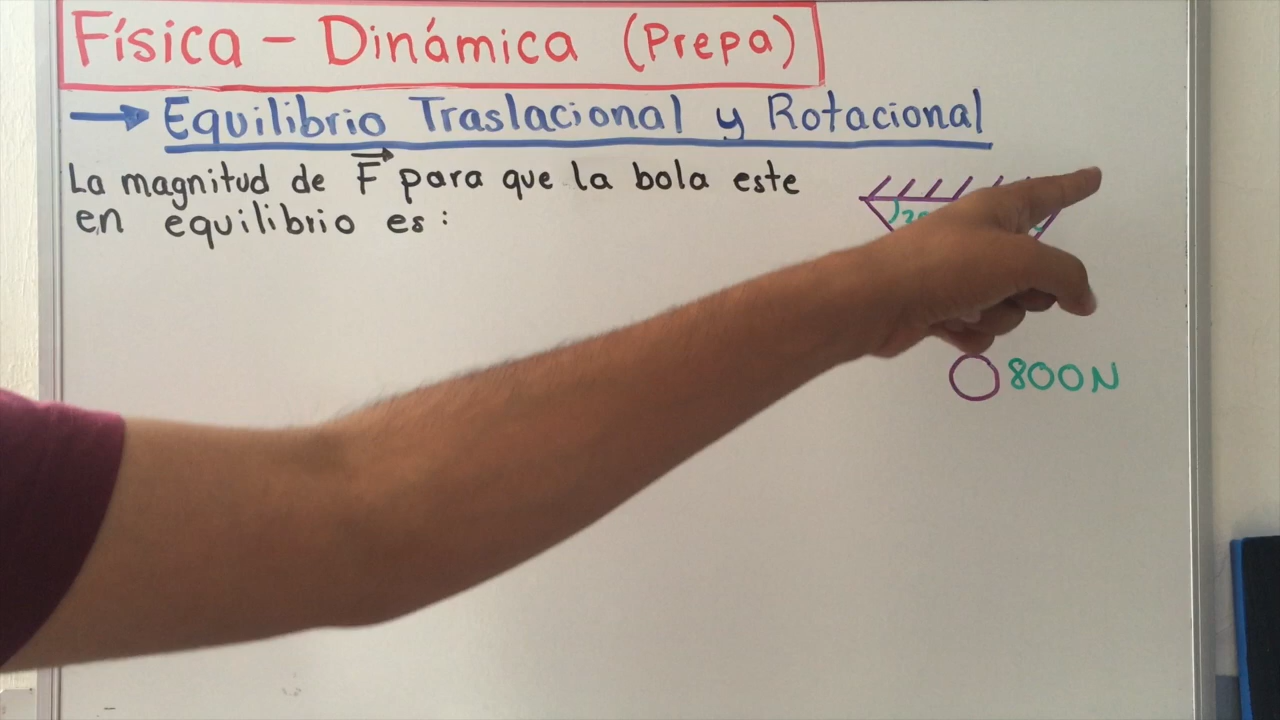 Física - Dinámica (Prepa)
→ Equilibrio Traslacional y Rotacional
La magnitud de F para que la bola este
en equilibrio es:
800N